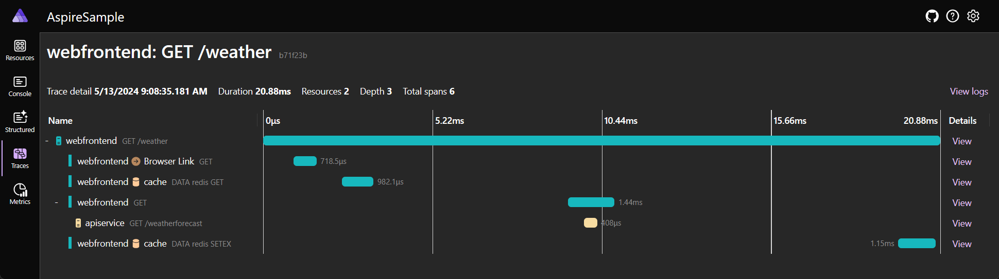 AspireSample
Resources
Console
Structured
Traces
Metrics
webfrontend: GET /weather b71f23b
Trace detail 5/13/2024 9:08:35.181 AM Duration 20.88ms Resources 2 Depth 3 Total spans 6 View logs
Name 0μs 5.22ms 10.44ms 15.66ms 20.88ms Details
- webfrontend GET /weather View
webfrontend Browser Link GET 718.5μs View
webfrontend cache DATA redis GET 982.1μs View
- webfrontend GET 1.44ms View
apiservice GET /weatherforecast 408μs View
webfrontend cache DATA redis SETEX 1.15ms View